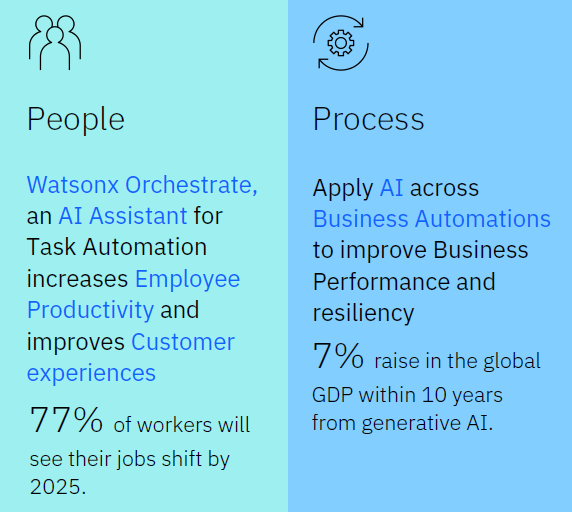 People
Watsonx Orchestrate,
an AI Assistant for
Task Automation
increases Employee
Productivity and
improves Customer
experiences
77% of workers will
see their jobs shift by
2025.
Process
Apply AI across
Business Automations
to improve Business
Performance and
resiliency
7% raise in the global
GDP within 10 years
from generative AI.